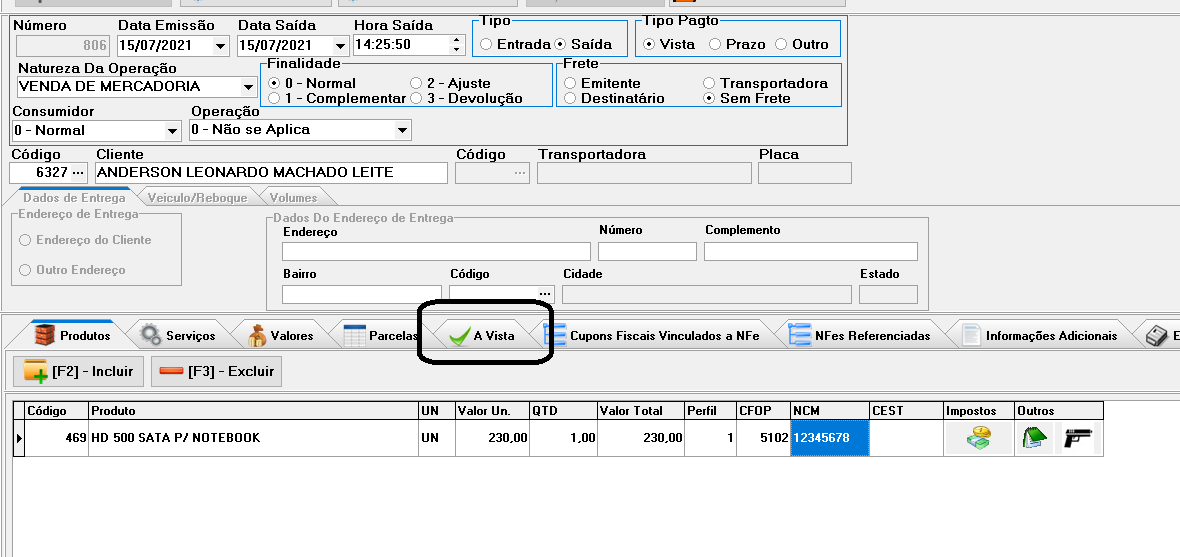 Número Data Emissão Data Saída Hora Saída Tipo Tipo Pagto
806 15/07/2021 15/07/2021 14:25:50 Entrada Saída Vista Prazo Outro
Natureza Da Operação Finalidade Frete
VENDA DE MERCADORIA 0 - Normal 2 - Ajuste Emitente Transportadora
1 - Complementar 3 - Devolução Destinatário Sem Frete
Consumidor Operação
0 - Normal 0 - Não se Aplica
Código Cliente Código Transportadora Placa
6327 ... ANDERSON LEONARDO MACHADO LEITE ...
Dados de Entrega Veiculo/Reboque Volumes
Endereço de Entrega Dados Do Endereço de Entrega
Endereço Número Complemento
Endereço do Cliente
Outro Endereço Bairro Código Cidade Estado
...
Produtos Serviços Valores Parcelas A Vista Cupons Fiscais Vinculados a NFe NFes Referenciadas Informações Adicionais E
[F2] - Incluir [F3] - Excluir
Código Produto UN Valor Un. QTD Valor Total Perfil CFOP NCM CEST Impostos Outros
469 HD 500 SATA P/ NOTEBOOK UN 230,00 1,00 230,00 1 5102 12345678